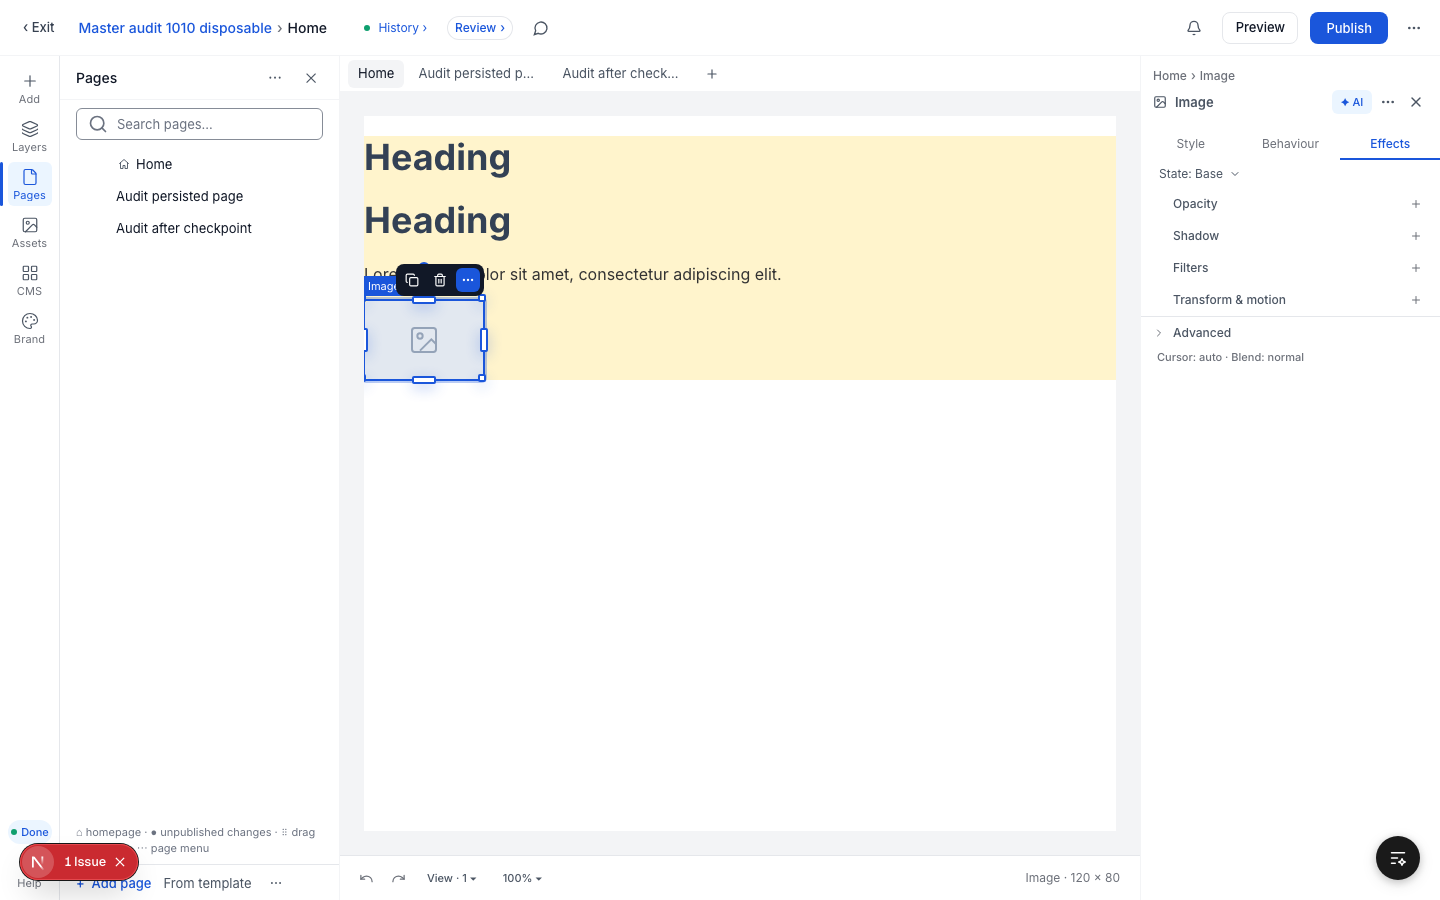 ‹ Exit
Master audit 1010 disposable › Home
History ›
Review ›
Preview
Publish
Add
Layers
Pages
Assets
CMS
Brand
Done
Help
Pages
Search pages...
Home
Audit persisted page
Audit after checkpoint
⌂ homepage · ● unpublished changes · ⠿ drag
··· page menu
1 Issue
+ Add page
From template
Home
Audit persisted p...
Audit after check...
Heading
Heading
sit amet, consectetur adipiscing elit.
View · 1
100%
Image · 120 × 80
Home › Image
Image
AI
Style
Behaviour
Effects
State: Base
Opacity
Shadow
Filters
Transform & motion
Advanced
Cursor: auto · Blend: normal